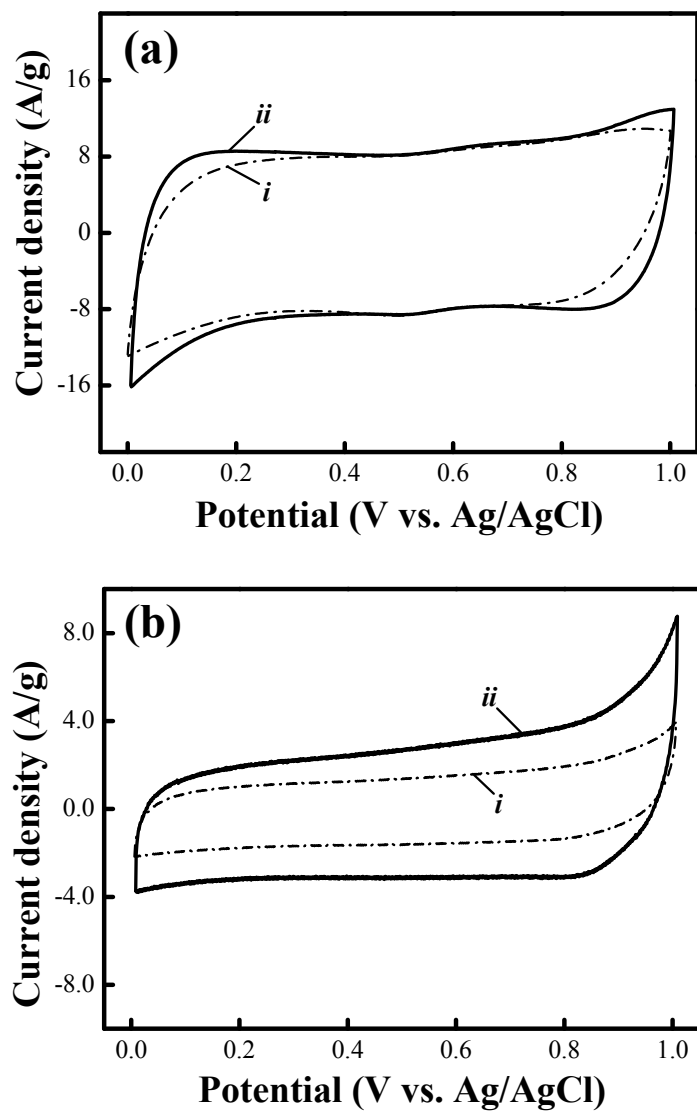 (a)
16
8
0
-8
-16
ii
i
Current density (A/g)
0.0 0.2 0.4 0.6 0.8 1.0
Potential (V vs. Ag/AgCl)
(b)
8.0
4.0
0.0
-4.0
-8.0
ii
i
Current density (A/g)
0.0 0.2 0.4 0.6 0.8 1.0
Potential (V vs. Ag/AgCl)